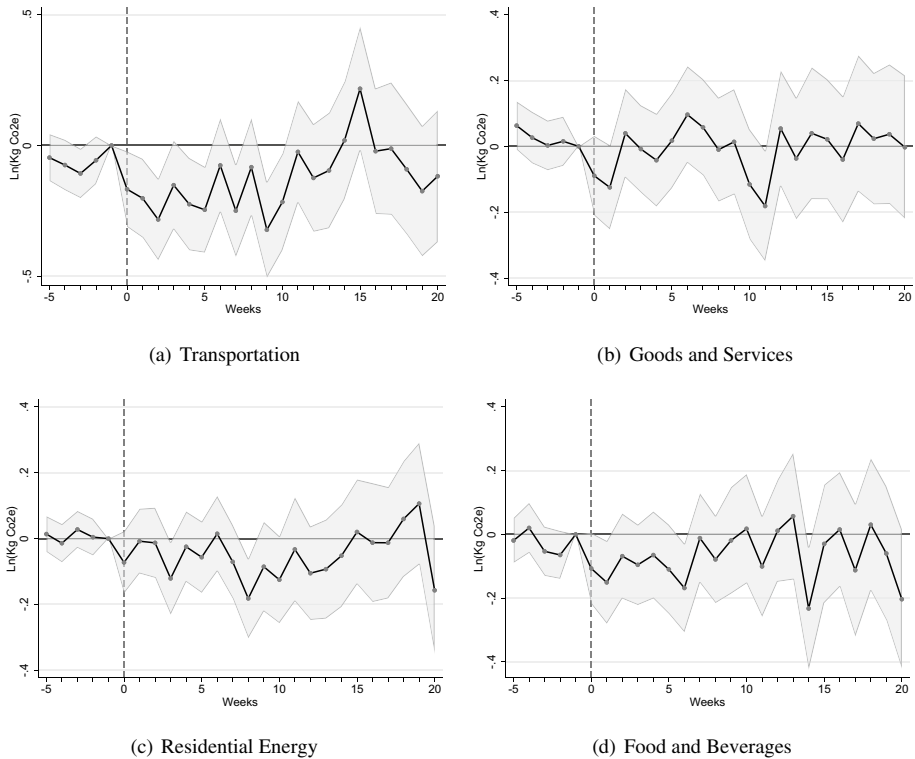 .5
0
-.5
Ln(Kg Co2e)
-5 0 5 10 15 20
Weeks
(a) Transportation
.4
.2
0
-.2
-.4
Ln(Kg Co2e)
-5 0 5 10 15 20
Weeks
(b) Goods and Services
.4
.2
0
-.2
-.4
Ln(Kg Co2e)
-5 0 5 10 15 20
Weeks
(c) Residential Energy
.4
.2
0
-.2
-.4
Ln(Kg Co2e)
-5 0 5 10 15 20
Weeks
(d) Food and Beverages